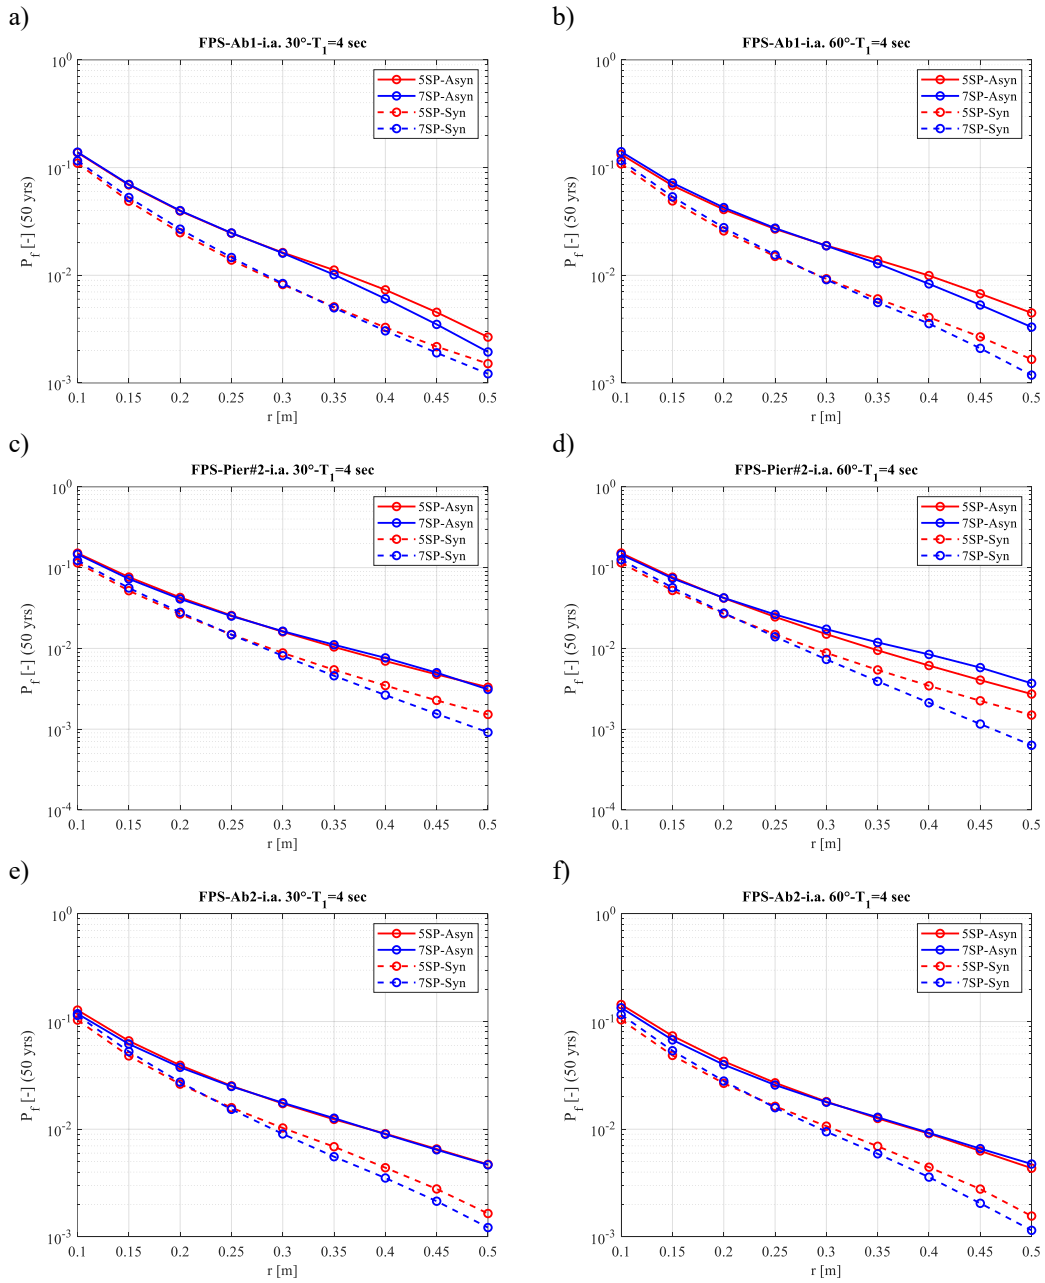 a)
FPS-Ab1-i.a. 30°-T1=4 sec
10^0
10^-1
10^-2
10^-3
P_f [-] (50 yrs)
5SP-Asyn
7SP-Asyn
5SP-Syn
7SP-Syn
0.1 0.15 0.2 0.25 0.3 0.35 0.4 0.45 0.5
r [m]
b)
FPS-Ab1-i.a. 60°-T1=4 sec
10^0
10^-1
10^-2
10^-3
P_f [-] (50 yrs)
5SP-Asyn
7SP-Asyn
5SP-Syn
7SP-Syn
0.1 0.15 0.2 0.25 0.3 0.35 0.4 0.45 0.5
r [m]
c)
FPS-Pier#2-i.a. 30°-T1=4 sec
10^0
10^-1
10^-2
10^-3
10^-4
P_f [-] (50 yrs)
5SP-Asyn
7SP-Asyn
5SP-Syn
7SP-Syn
0.1 0.15 0.2 0.25 0.3 0.35 0.4 0.45 0.5
r [m]
d)
FPS-Pier#2-i.a. 60°-T1=4 sec
10^0
10^-1
10^-2
10^-3
10^-4
P_f [-] (50 yrs)
5SP-Asyn
7SP-Asyn
5SP-Syn
7SP-Syn
0.1 0.15 0.2 0.25 0.3 0.35 0.4 0.45 0.5
r [m]
e)
FPS-Ab2-i.a. 30°-T1=4 sec
10^0
10^-1
10^-2
10^-3
P_f [-] (50 yrs)
5SP-Asyn
7SP-Asyn
5SP-Syn
7SP-Syn
0.1 0.15 0.2 0.25 0.3 0.35 0.4 0.45 0.5
r [m]
f)
FPS-Ab2-i.a. 60°-T1=4 sec
10^0
10^-1
10^-2
10^-3
P_f [-] (50 yrs)
5SP-Asyn
7SP-Asyn
5SP-Syn
7SP-Syn
0.1 0.15 0.2 0.25 0.3 0.35 0.4 0.45 0.5
r [m]